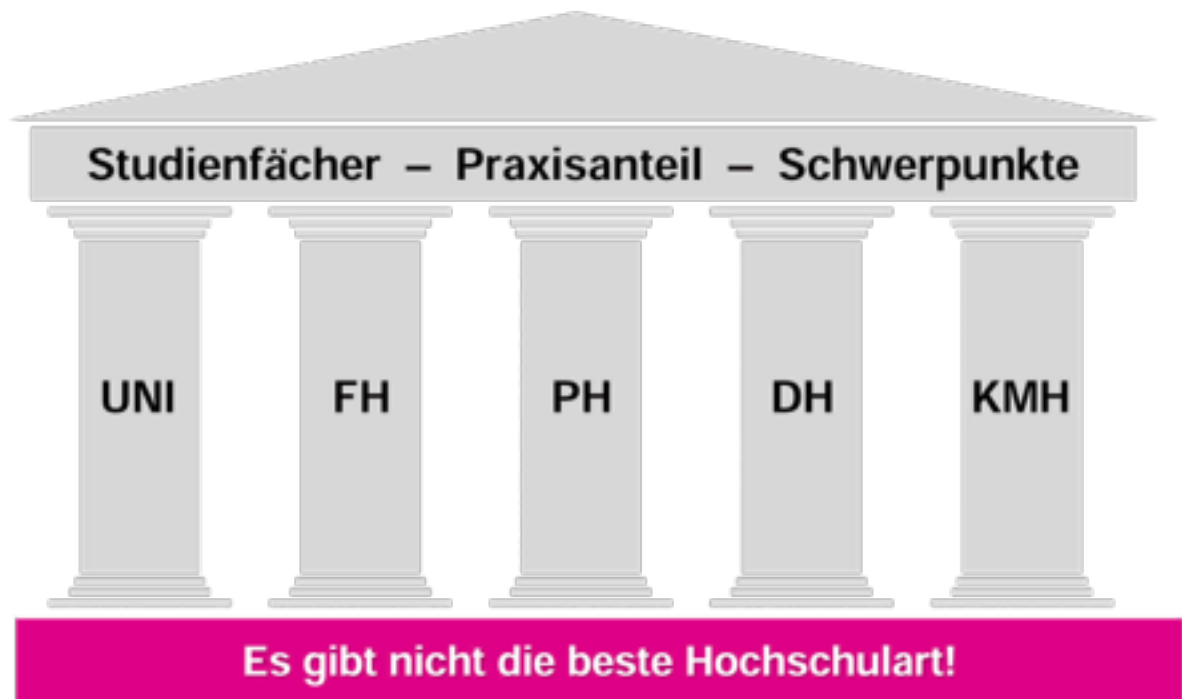 Studienfächer – Praxisanteil – Schwerpunkte
UNI FH PH DH KMH
Es gibt nicht die beste Hochschulart!